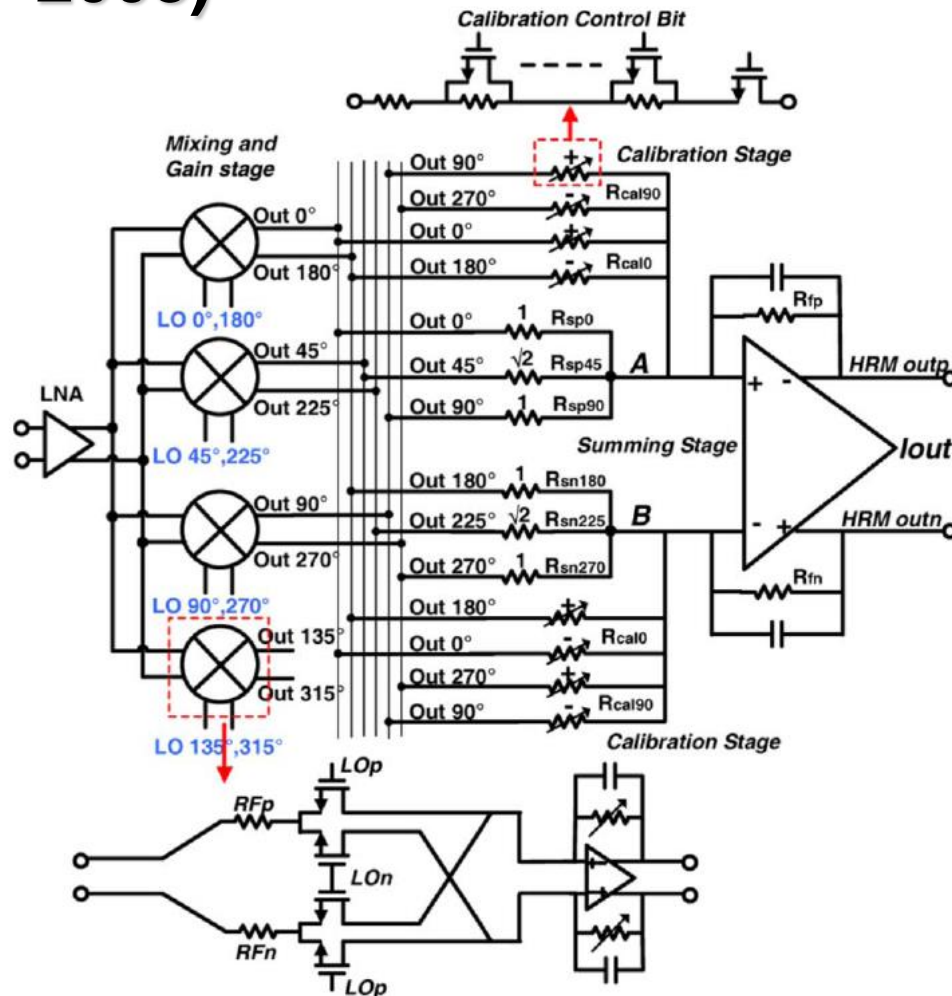 Calibration Control Bit
Mixing and
Gain stage
Calibration Stage
Out 90°
+
Out 270°
-
Rcal90
Out 0°
+
Out 180°
-
Rcal0
Out 0°
Out 180°
LO 0°,180°
Out 0°
1
Rsp0
Out 45°
√2
Rsp45
A
Out 90°
1
Rsp90
Out 45°
Out 225°
LO 45°,225°
LNA
Rfp
HRM outp
+
-
Summing Stage
Iout
Out 180°
1
Rsn180
Out 225°
√2
Rsn225
B
Out 270°
1
Rsn270
Out 90°
Out 270°
LO 90°,270°
-
+
HRM outn
Rfn
Out 180°
+
Out 0°
-
Rcal0
Out 270°
+
Out 90°
-
Rcal90
Out 135°
Out 315°
LO 135°,315°
Calibration Stage
LOp
RFp
LOn
RFn
LOp
+
+